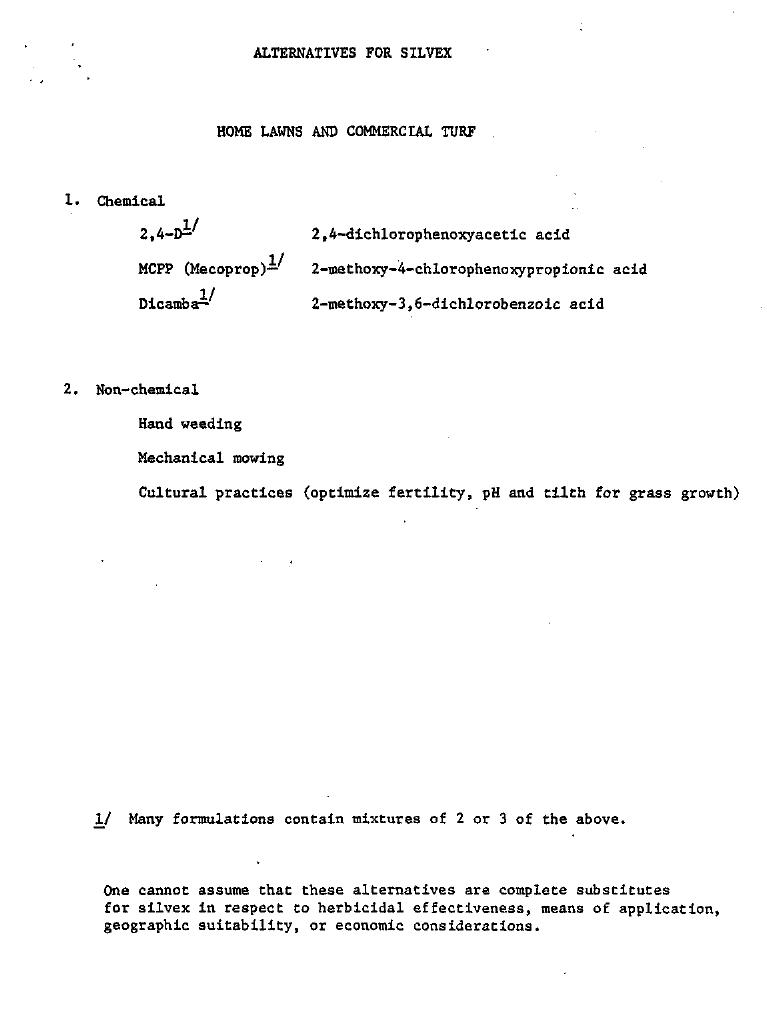 ALTERNATIVES FOR SILVEX
HOME LAWNS AND COMMERCIAL TURF
1. Chemical
2,4-D 1/ 2,4-dichlorophenoxyacetic acid
MCPP (Mecoprop) 1/ 2-methoxy-4-chlorophenoxypropionic acid
Dicamba 1/ 2-methoxy-3,6-dichlorobenzoic acid
2. Non-chemical
Hand weeding
Mechanical mowing
Cultural practices (optimize fertility, pH and tilth for grass growth)
1/ Many formulations contain mixtures of 2 or 3 of the above.
One cannot assume that these alternatives are complete substitutes
for silvex in respect to herbicidal effectiveness, means of application,
geographic suitability, or economic considerations.